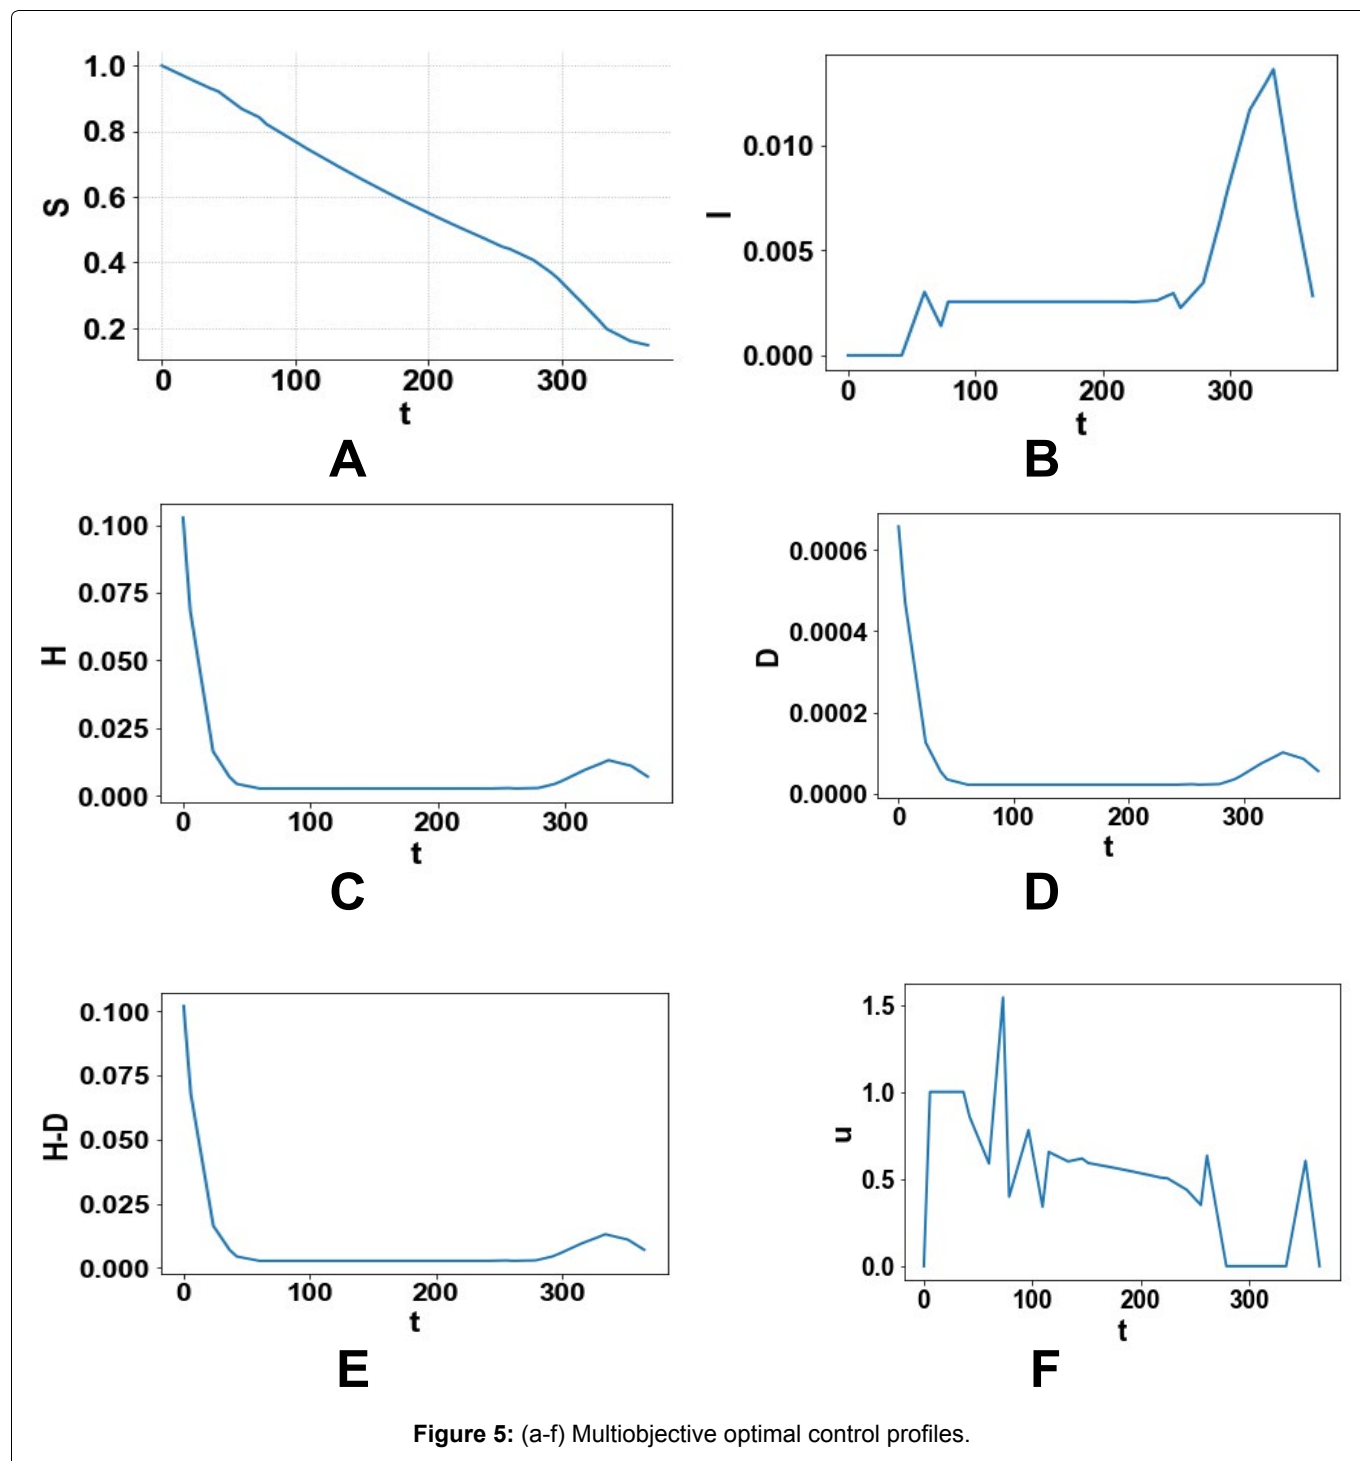 1.0
0.8
0.6
0.4
0.2
S
0 100 200 300
t
A
0.010
0.005
0.000
I
0 100 200 300
t
B
0.100
0.075
0.050
0.025
0.000
H
0 100 200 300
t
C
0.0006
0.0004
0.0002
0.0000
D
0 100 200 300
t
D
0.100
0.075
0.050
0.025
0.000
H-D
0 100 200 300
t
E
1.5
1.0
0.5
0.0
u
0 100 200 300
t
F
Figure 5: (a-f) Multiobjective optimal control profiles.